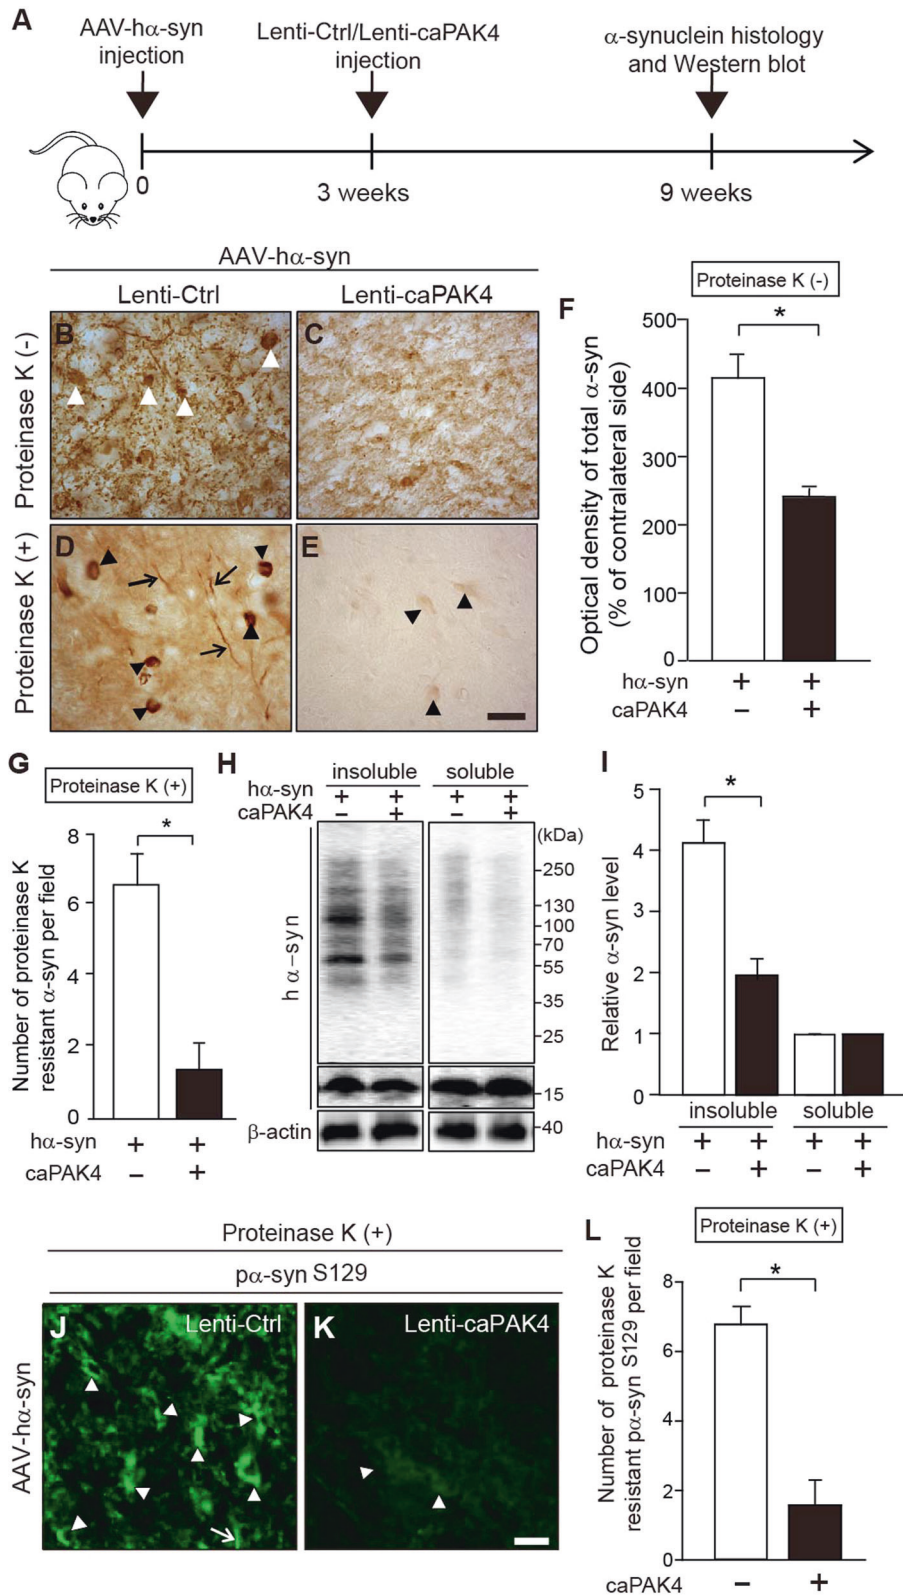 A
AAV-hα-syn
injection
Lenti-Ctrl/Lenti-caPAK4
injection
α-synuclein histology
and Western blot
0
3 weeks
9 weeks
AAV-hα-syn
Lenti-Ctrl
Lenti-caPAK4
Proteinase K (-)
B
C
Proteinase K (+)
D
E
F
Proteinase K (-)
*
Optical density of total α-syn
(% of contralateral side)
500
400
300
200
100
0
hα-syn + +
caPAK4 − +
G
Proteinase K (+)
*
Number of proteinase K
resistant α-syn per field
8
6
4
2
0
hα-syn + +
caPAK4 − +
H
insoluble soluble
hα-syn + + + +
caPAK4 − + − +
(kDa)
hα-syn
250
130
100
70
55
35
25
15
β-actin
40
I
*
Relative α-syn level
5
4
3
2
1
0
insoluble soluble
hα-syn + + + +
caPAK4 − + − +
Proteinase K (+)
pα-syn S129
AAV-hα-syn
J
Lenti-Ctrl
K
Lenti-caPAK4
L
Proteinase K (+)
*
Number of proteinase K
resistant pα-syn S129 per field
8
6
4
2
0
caPAK4 − +